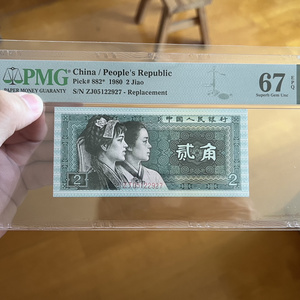 PMG
PAPER MONEY GUARANTY
China / People's Republic
Pick# 882* 1980 2 Jiao
S/N ZJ05122927 - Replacement
67 EPQ
Superb Gem Unc
中国人民银行
贰角
2 2
ZJ05122927